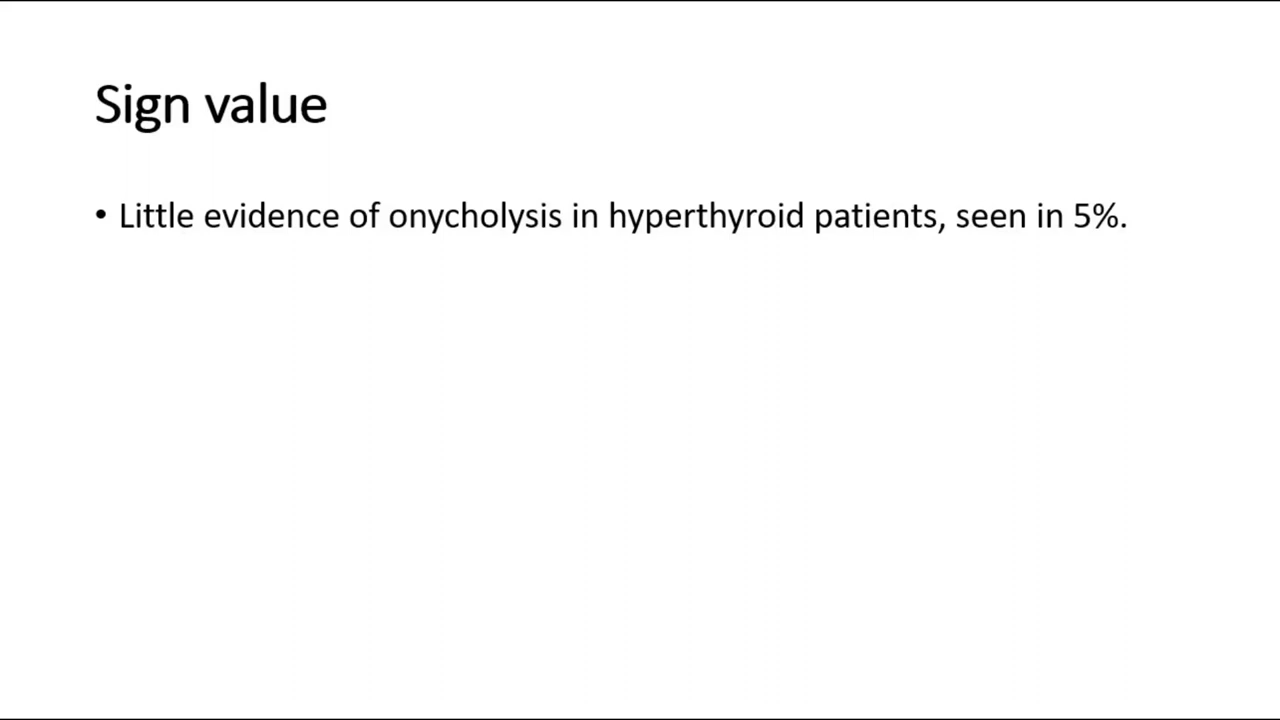 Sign value
• Little evidence of onycholysis in hyperthyroid patients, seen in 5%.